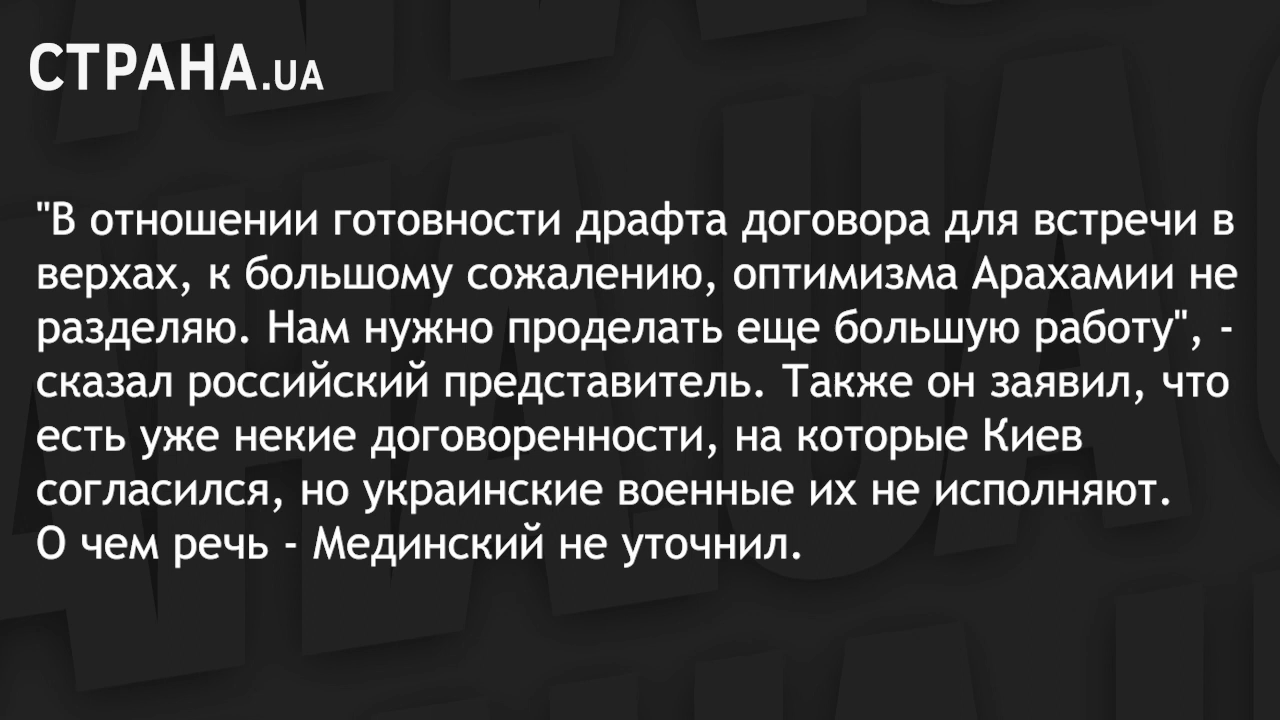 СТРАНА.UA
"В отношении готовности драфта договора для встречи в
верхах, к большому сожалению, оптимизма Арахамии не
разделяю. Нам нужно проделать еще большую работу", -
сказал российский представитель. Также он заявил, что
есть уже некие договоренности, на которые Киев
согласился, но украинские военные их не исполняют.
О чем речь - Мединский не уточнил.